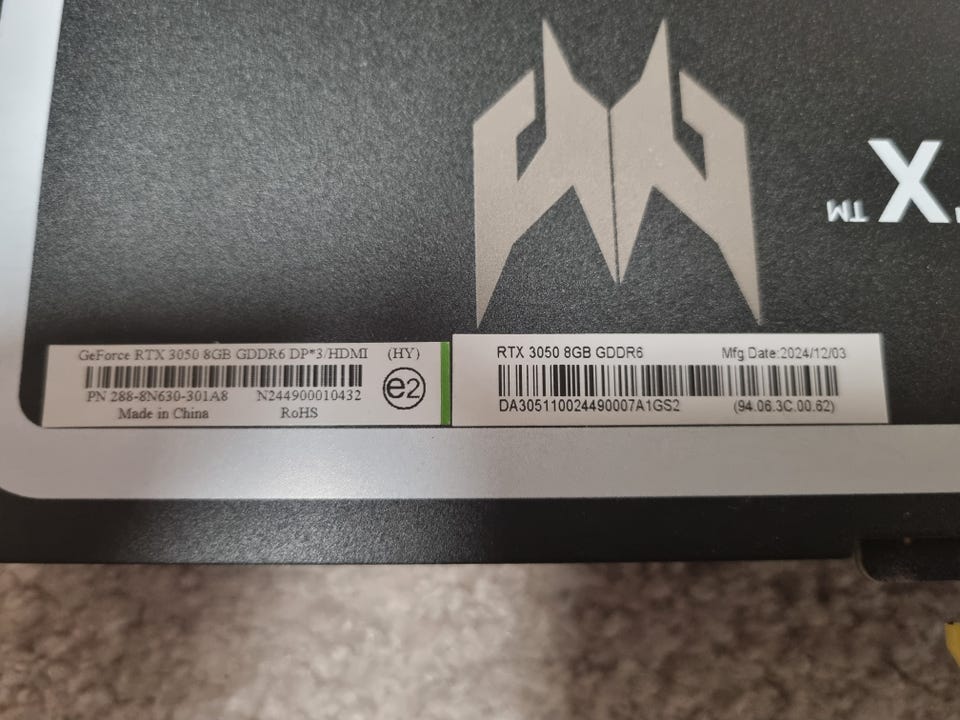 X™
GeForce RTX 3050 8GB GDDR6 DP*3/HDMI (HY)
PN 288-8N630-301A8 N244900010432
e2
Made in China RoHS
RTX 3050 8GB GDDR6 Mfg Date:2024/12/03
DA305110024490007A1GS2 (94.06.3C.00.62)